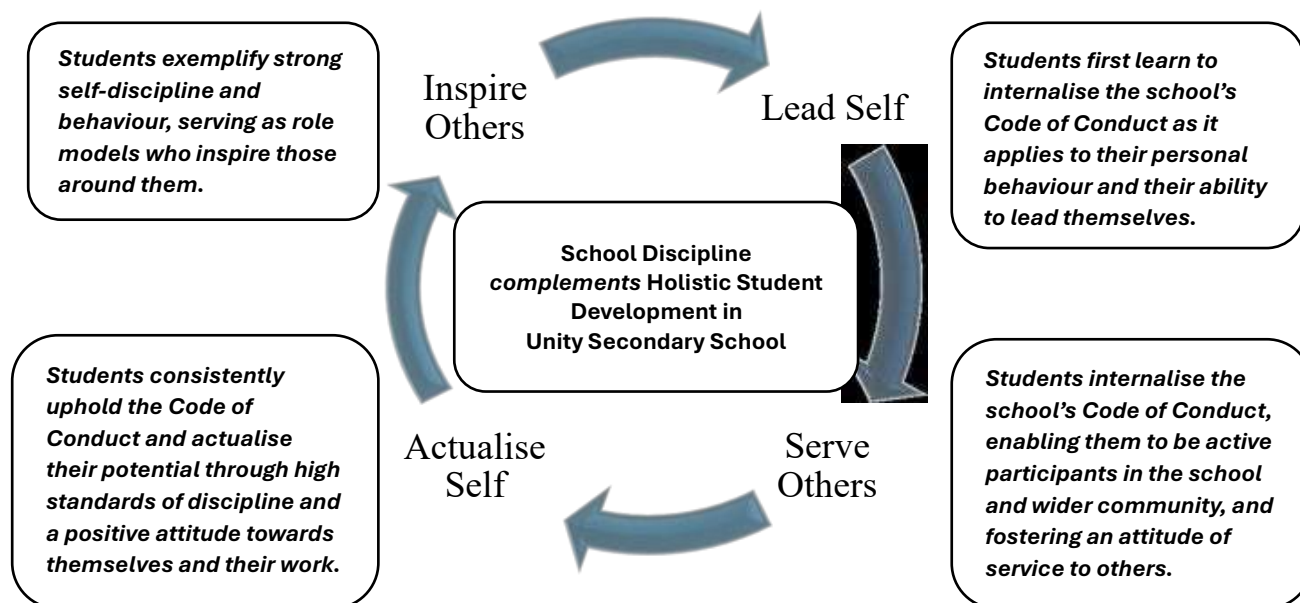 Students exemplify strong
self-discipline and
behaviour, serving as role
models who inspire those
around them.
Inspire
Others
Lead Self
Students first learn to
internalise the school’s
Code of Conduct as it
applies to their personal
behaviour and their ability
to lead themselves.
School Discipline
complements Holistic Student
Development in
Unity Secondary School
Students consistently
uphold the Code of
Conduct and actualise
their potential through high
standards of discipline and
a positive attitude towards
themselves and their work.
Actualise
Self
Serve
Others
Students internalise the
school’s Code of Conduct,
enabling them to be active
participants in the school
and wider community, and
fostering an attitude of
service to others.